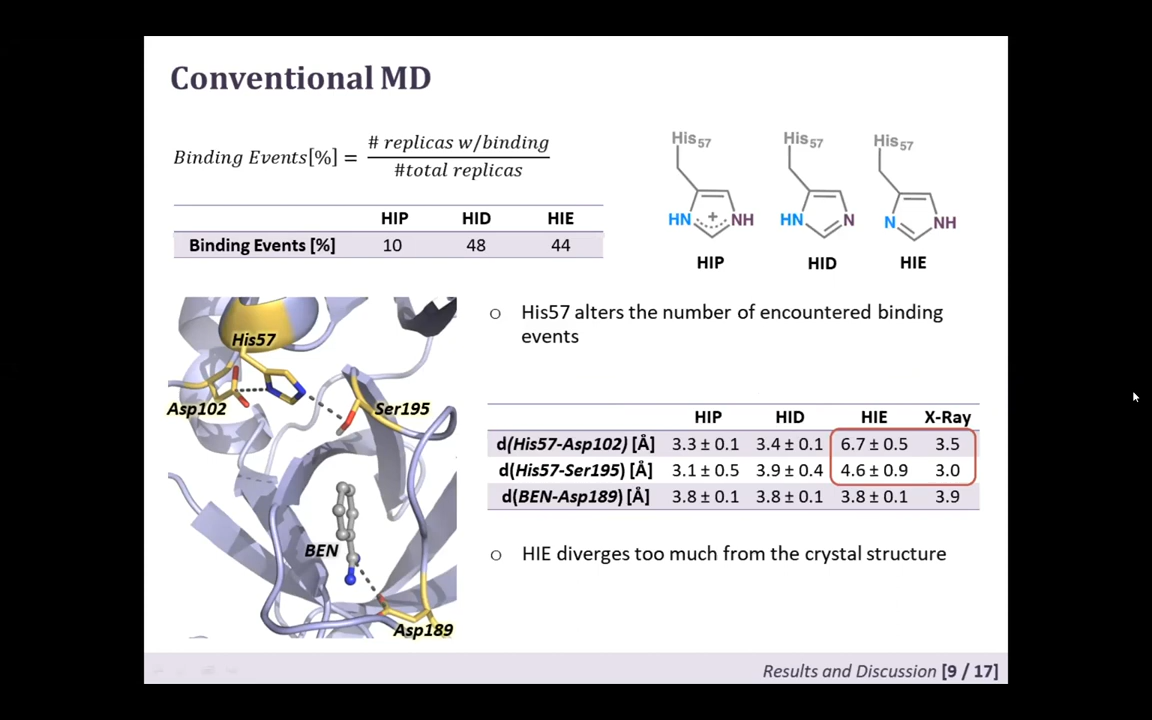 Conventional MD
Binding Events[%] = # replicas w/binding
#total replicas
HIP HID HIE
Binding Events [%] 10 48 44
His57 His57 His57
HN + NH HN N N NH
HIP HID HIE
His57
Asp102
Ser195
BEN
Asp189
○ His57 alters the number of encountered binding
events
HIP HID HIE X-Ray
d(His57-Asp102) [Å] 3.3 ± 0.1 3.4 ± 0.1 6.7 ± 0.5 3.5
d(His57-Ser195) [Å] 3.1 ± 0.5 3.9 ± 0.4 4.6 ± 0.9 3.0
d(BEN-Asp189) [Å] 3.8 ± 0.1 3.8 ± 0.1 3.8 ± 0.1 3.9
○ HIE diverges too much from the crystal structure
Results and Discussion [9 / 17]